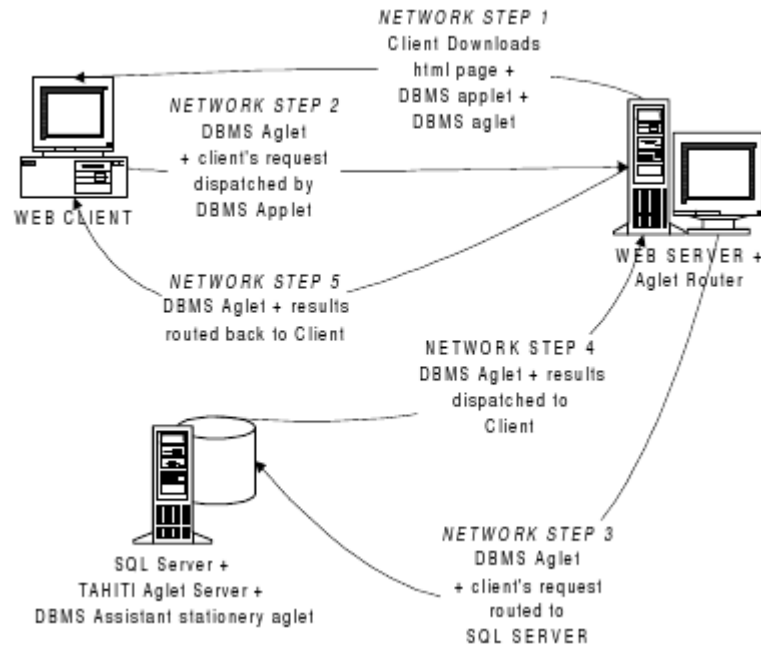 NETWORK STEP 1
Client Downloads
html page +
DBMS applet +
DBMS aglet
NETWORK STEP 2
DBMS Aglet
+ client's request
dispatched by
DBMS Applet
WEB CLIENT
WEB SERVER +
Aglet Router
NETWORK STEP 5
DBMS Aglet + results
routed back to Client
NETWORK STEP 4
DBMS Aglet + results
dispatched to
Client
NETWORK STEP 3
DBMS Aglet
+ client's request
routed to
SQL SERVER
SQL Server +
TAHITI Aglet Server +
DBMS Assistant stationery aglet